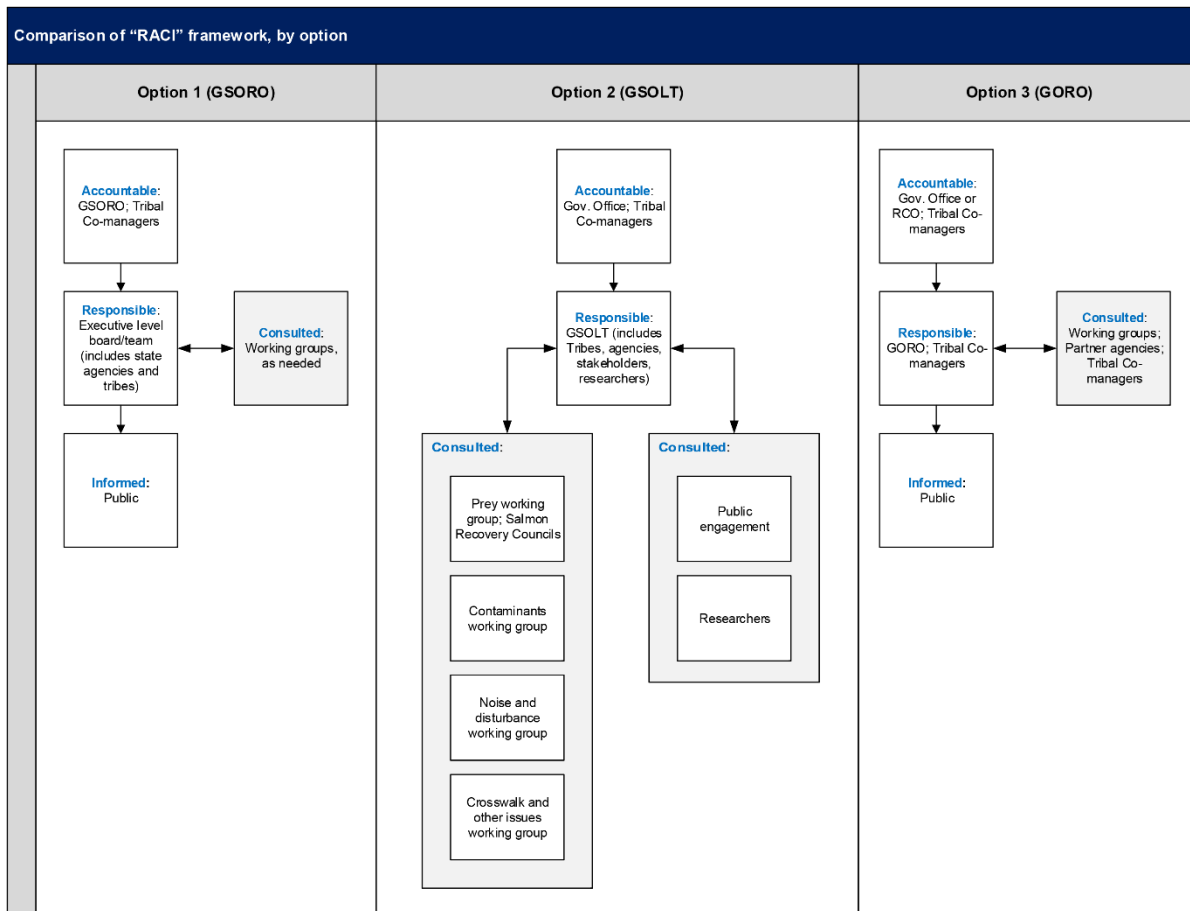 Comparison of “RACI” framework, by option
Option 1 (GSORO)
Option 2 (GSOLT)
Option 3 (GORO)
Accountable:
GSORO; Tribal
Co-managers
Responsible:
Executive level
board/team
(includes state
agencies and
tribes)
Consulted:
Working groups,
as needed
Informed:
Public
Accountable:
Gov. Office; Tribal
Co-managers
Responsible:
GSOLT (includes
Tribes, agencies,
stakeholders,
researchers)
Consulted:
Prey working
group; Salmon
Recovery Councils
Contaminants
working group
Noise and
disturbance
working group
Crosswalk and
other issues
working group
Consulted:
Public
engagement
Researchers
Accountable:
Gov. Office or
RCO; Tribal Co-
managers
Responsible:
GORO; Tribal Co-
managers
Consulted:
Working groups;
Partner agencies;
Tribal Co-
managers
Informed:
Public